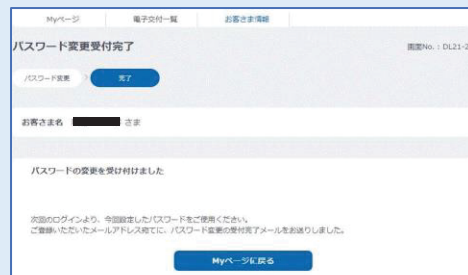 Myページ 電子交付一覧 お客さま情報
パスワード変更受付完了 画面No.：DL21-2
パスワード変更 完了
お客さま名 さま
パスワードの変更を受け付けました
次回のログインより、今回設定したパスワードをご使用ください。
ご登録いただいたメールアドレス宛てに、パスワード変更の受付完了メールをお送りしました。
Myページに戻る